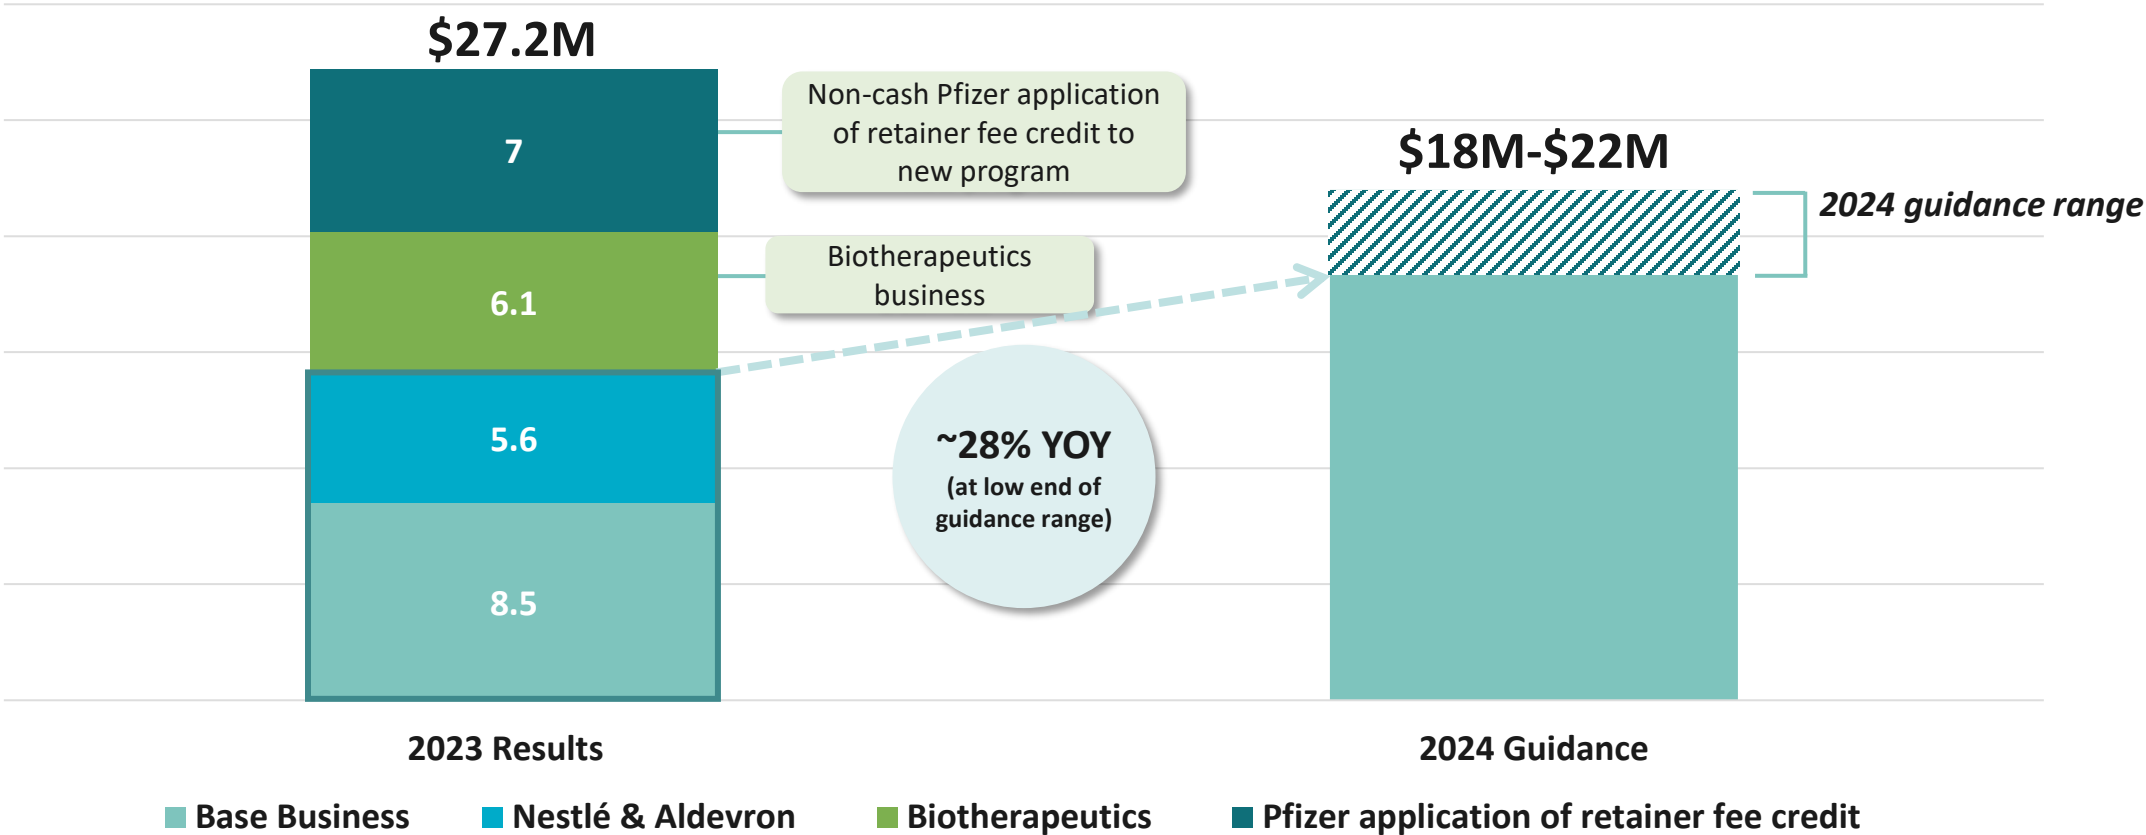 $27.2M
7
6.1
5.6
8.5
Non-cash Pfizer application
of retainer fee credit to
new program
Biotherapeutics
business
~28% YOY
(at low end of
guidance range)
$18M-$22M
2024 guidance range
2023 Results
2024 Guidance
Base Business
Nestlé & Aldevron
Biotherapeutics
Pfizer application of retainer fee credit